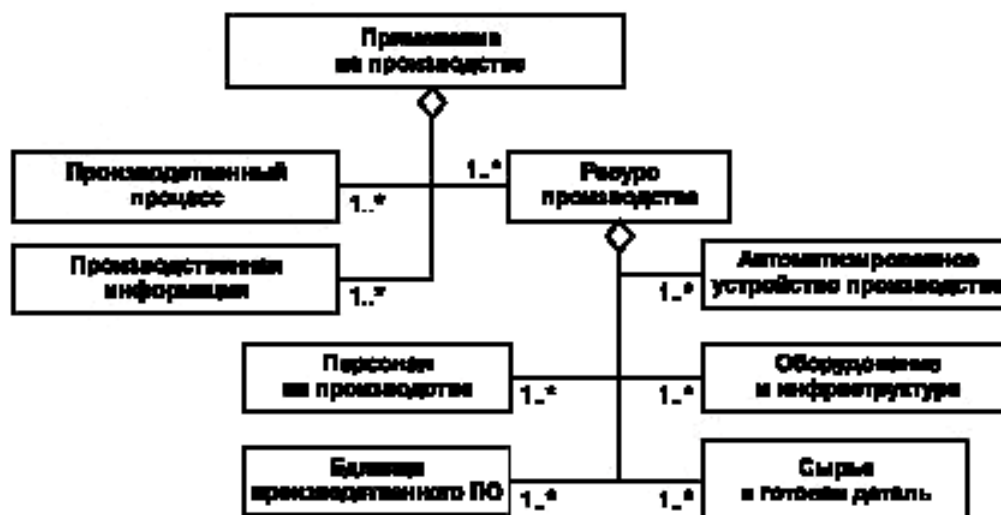 Применение
на производстве
Производственный
процесс
1..*
1..*
Ресурс
производства
Производственная
информация
1..*
Автоматизированное
устройство производства
1..*
Персонал
на производстве
1..*
1..*
Оборудование
и инфраструктура
Единица
производственного ПО
1..*
1..*
Сырье
и готовая деталь